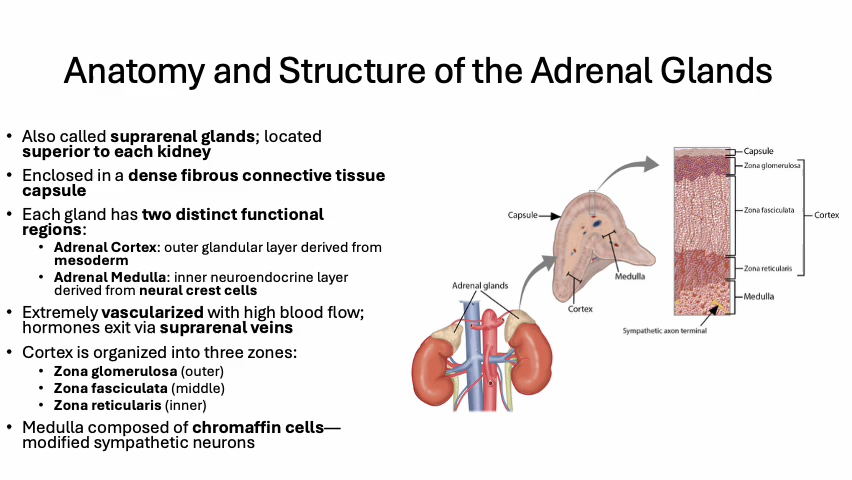 Anatomy and Structure of the Adrenal Glands
• Also called suprarenal glands; located
superior to each kidney
• Enclosed in a dense fibrous connective tissue
capsule
• Each gland has two distinct functional
regions:
• Adrenal Cortex: outer glandular layer derived from
mesoderm
• Adrenal Medulla: inner neuroendocrine layer
derived from neural crest cells
• Extremely vascularized with high blood flow;
hormones exit via suprarenal veins
• Cortex is organized into three zones:
• Zona glomerulosa (outer)
• Zona fasciculata (middle)
• Zona reticularis (inner)
• Medulla composed of chromaffin cells—
modified sympathetic neurons
Adrenal glands
Capsule
Medulla
Cortex
Capsule
Zona glomerulosa
Zona fasciculata
Cortex
Zona reticularis
Medulla
Sympathetic axon terminal